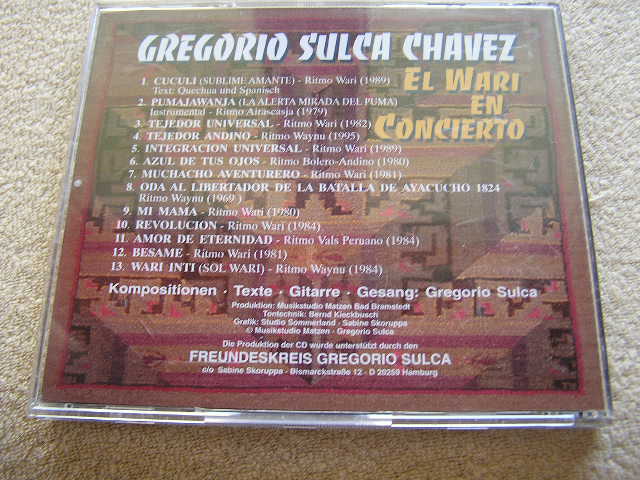 GREGORIO SULCA CHAVEZ
EL WARI
EN
CONCIERTO
1. CUCULI (SUBLIME AMANTE) - Ritmo Wari (1989)
Text: Quechua und Spanisch
2. PUMAJAWANJA (LA ALERTA MIRADA DEL PUMA)
Instrumental - Ritmo Airascasja (1979)
3. TEJEDOR UNIVERSAL - Ritmo Wari (1982)
4. TEJEDOR ANDINO - Ritmo Waynu (1995)
5. INTEGRACION UNIVERSAL - Ritmo Wari (1989)
6. AZUL DE TUS OJOS - Ritmo Bolero-Andino (1980)
7. MUCHACHO AVENTURERO - Ritmo Wari (1981)
8. ODA AL LIBERTADOR DE LA BATALLA DE AYACUCHO 1824
Ritmo Waynu (1969)
9. MI MAMA - Ritmo Wari (1980)
10. REVOLUCION - Ritmo Wari (1984)
11. AMOR DE ETERNIDAD - Ritmo Vals Peruano (1984)
12. BESAME - Ritmo Wari (1981)
13. WARI INTI (SOL WARI) - Ritmo Waynu (1984)
Kompositionen · Texte · Gitarre · Gesang: Gregorio Sulca
Produktion: Musikstudio Matzen Bad Bramstedt
Tontechnik: Bernd Kieckbusch
Grafik: Studio Sommerland - Sabine Skoruppa
© Musikstudio Matzen - Gregorio Sulca
Die Produktion der CD wurde unterstützt durch den
FREUNDESKREIS GREGORIO SULCA
c/o Sabine Skoruppa - Bismarckstraße 12 - D 20259 Hamburg